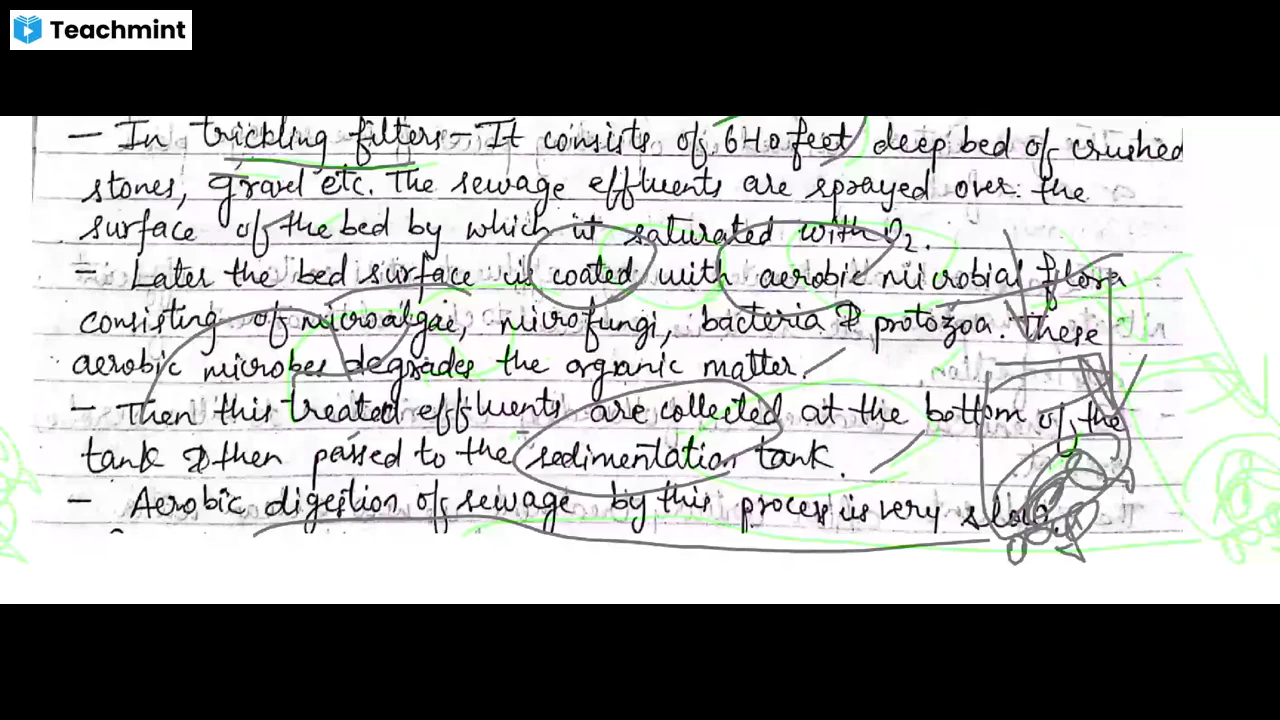 Teachmint
- In trickling filters - It consists of 6 to 10 feet deep bed of crushed
stones, gravel etc. The sewage effluents are sprayed over the
surface of the bed by which it saturated with O₂.
- Later the bed surface is coated with aerobic microbial flora
consisting of microalgae, microfungi, bacteria & protozoa. These
aerobic microbes degrades the organic matter.
- Then this treated effluents are collected at the bottom of the
tank & then passed to the sedimentation tank.
- Aerobic digestion of sewage by this process is very slow